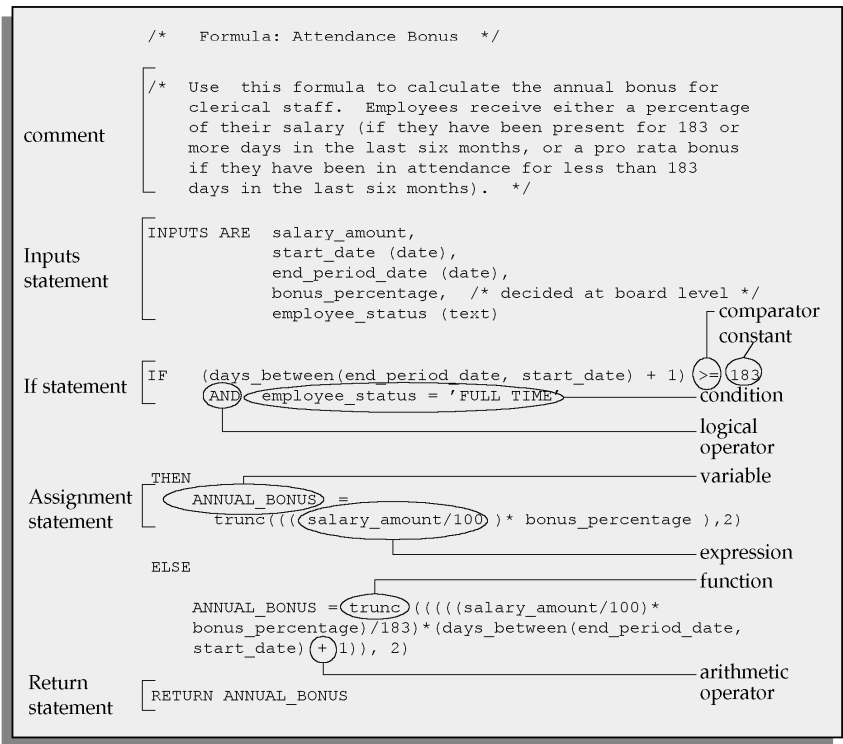 /* Formula: Attendance Bonus */
/* Use this formula to calculate the annual bonus for
clerical staff. Employees receive either a percentage
of their salary (if they have been present for 183 or
more days in the last six months, or a pro rata bonus
if they have been in attendance for less than 183
days in the last six months). */
comment
INPUTS ARE salary_amount,
start_date (date),
end_period_date (date),
bonus_percentage, /* decided at board level */
employee_status (text)
Inputs
statement
comparator
constant
If statement
IF (days_between(end_period_date, start_date) + 1) >= 183
AND employee_status = 'FULL TIME'
condition
logical
operator
THEN
variable
Assignment
statement
ANNUAL_BONUS =
trunc(((salary_amount/100)* bonus_percentage ),2)
expression
ELSE
function
ANNUAL_BONUS = trunc(((((salary_amount/100)*
bonus_percentage)/183)*(days_between(end_period_date,
start_date) + 1)), 2)
arithmetic
operator
Return
statement
RETURN ANNUAL_BONUS